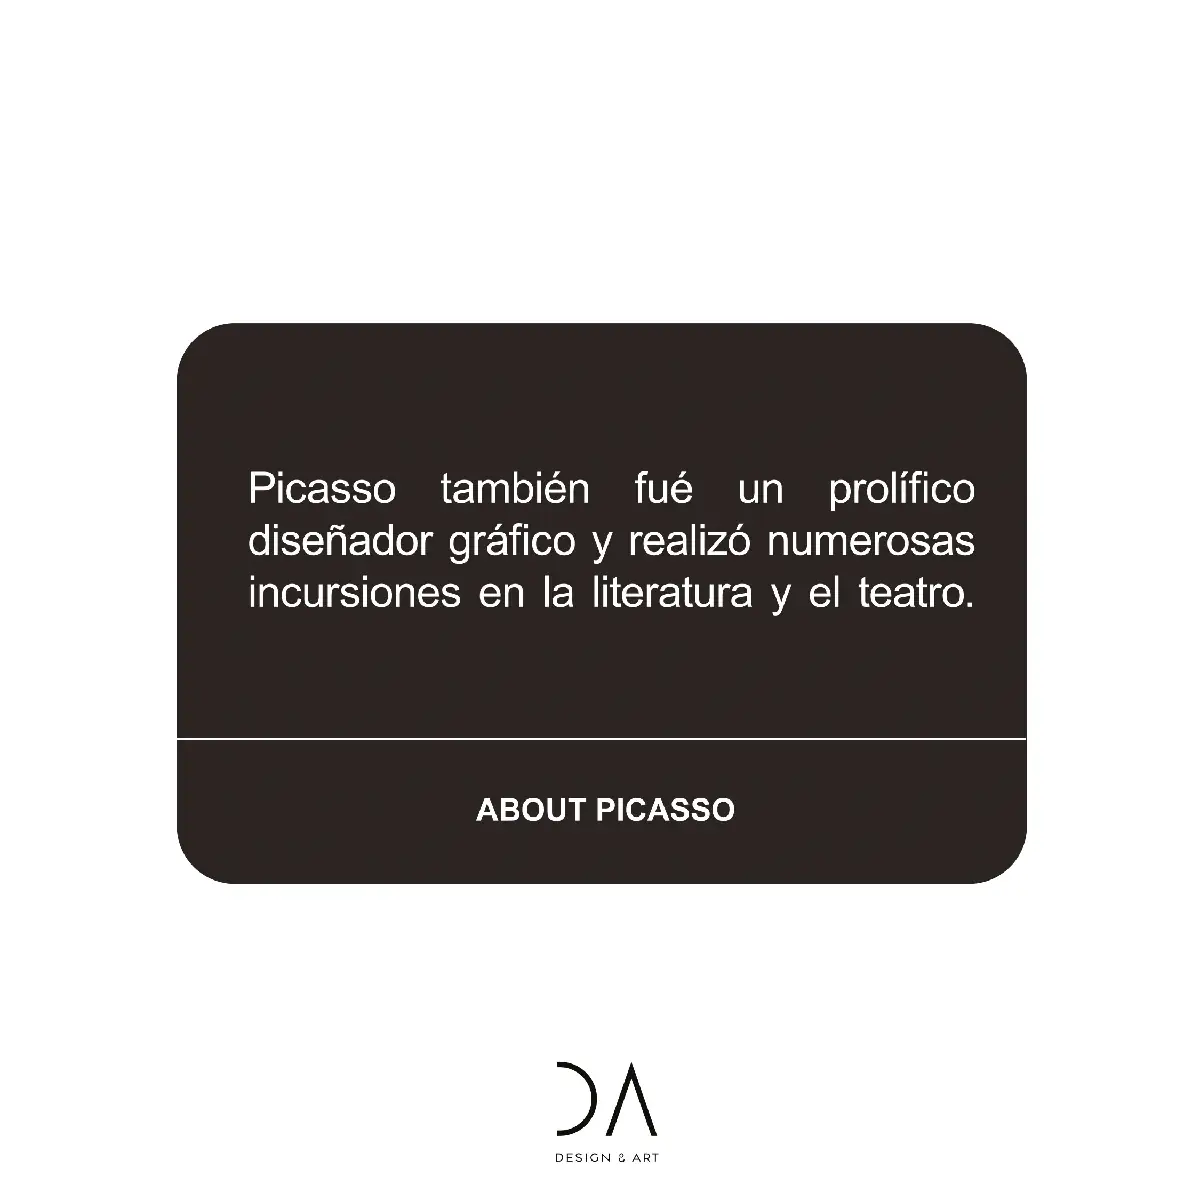 Picasso también fué un prolífico
diseñador gráfico y realizó numerosas
incursiones en la literatura y el teatro.
ABOUT PICASSO
DA
DESIGN & ART